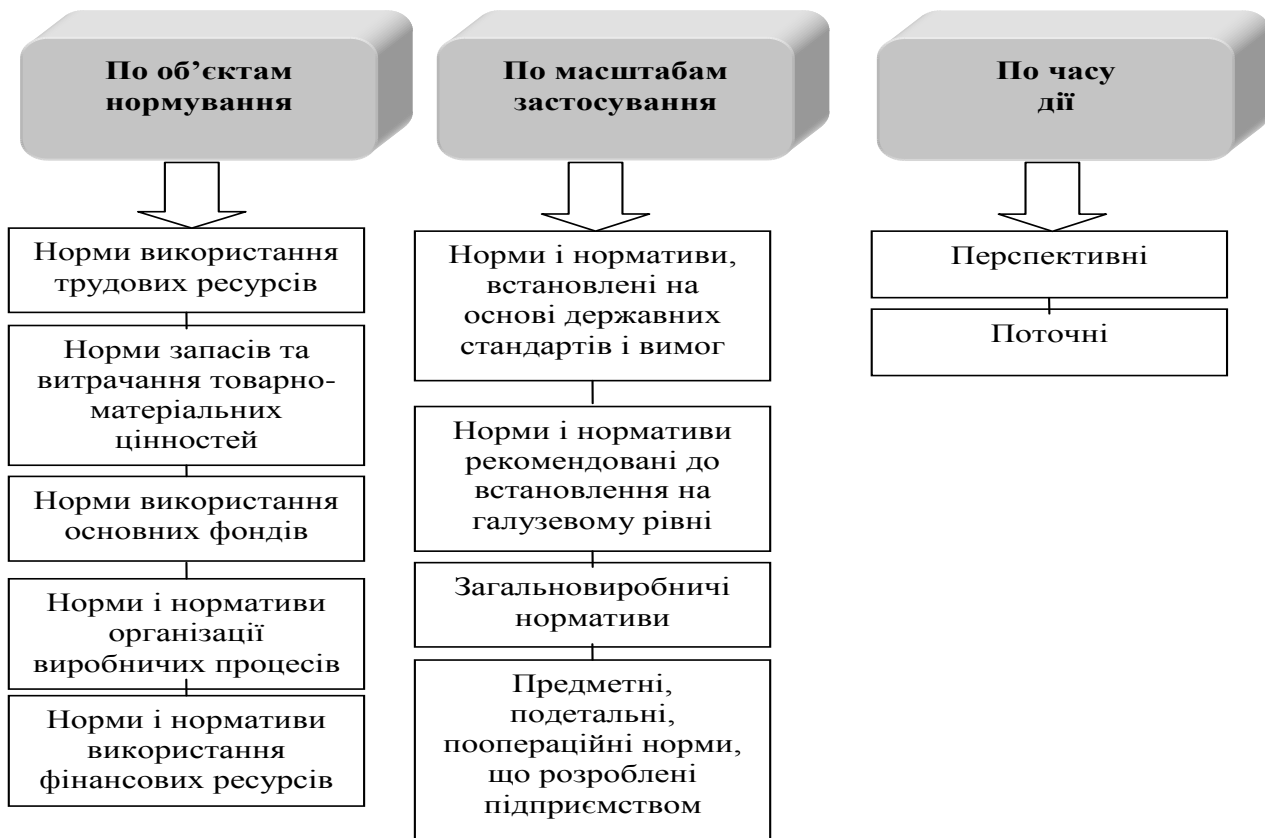 По об’єктам
нормування
Норми використання
трудових ресурсів
Норми запасів та
витрачання товарно-
матеріальних
цінностей
Норми використання
основних фондів
Норми і нормативи
організації
виробничих процесів
Норми і нормативи
використання
фінансових ресурсів
По масштабам
застосування
Норми і нормативи,
встановлені на
основі державних
стандартів і вимог
Норми і нормативи
рекомендовані до
встановлення на
галузевому рівні
Загальновиробничі
нормативи
Предметні,
подетальні,
поопераційні норми,
що розроблені
підприємством
По часу
дії
Перспективні
Поточні